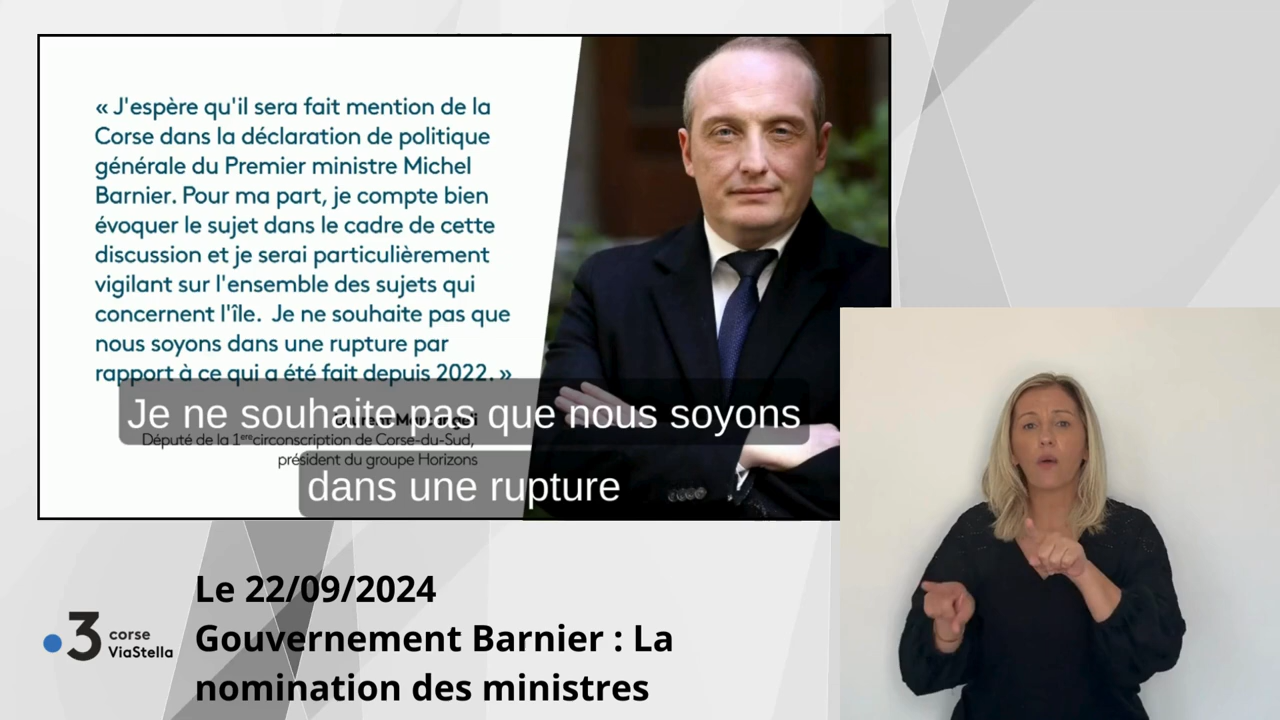 « J'espère qu'il sera fait mention de la
Corse dans la déclaration de politique
générale du Premier ministre Michel
Barnier. Pour ma part, je compte bien
évoquer le sujet dans le cadre de cette
discussion et je serai particulièrement
vigilant sur l'ensemble des sujets qui
concernent l'île. Je ne souhaite pas que
nous soyons dans une rupture par
rapport à ce qui a été fait depuis 2022. »
Laurent Marcangeli
Député de la 1ère circonscription de Corse-du-Sud,
président du groupe Horizons
Je ne souhaite pas que nous soyons
dans une rupture
Le 22/09/2024
Gouvernement Barnier : La
nomination des ministres
3 corse
ViaStella